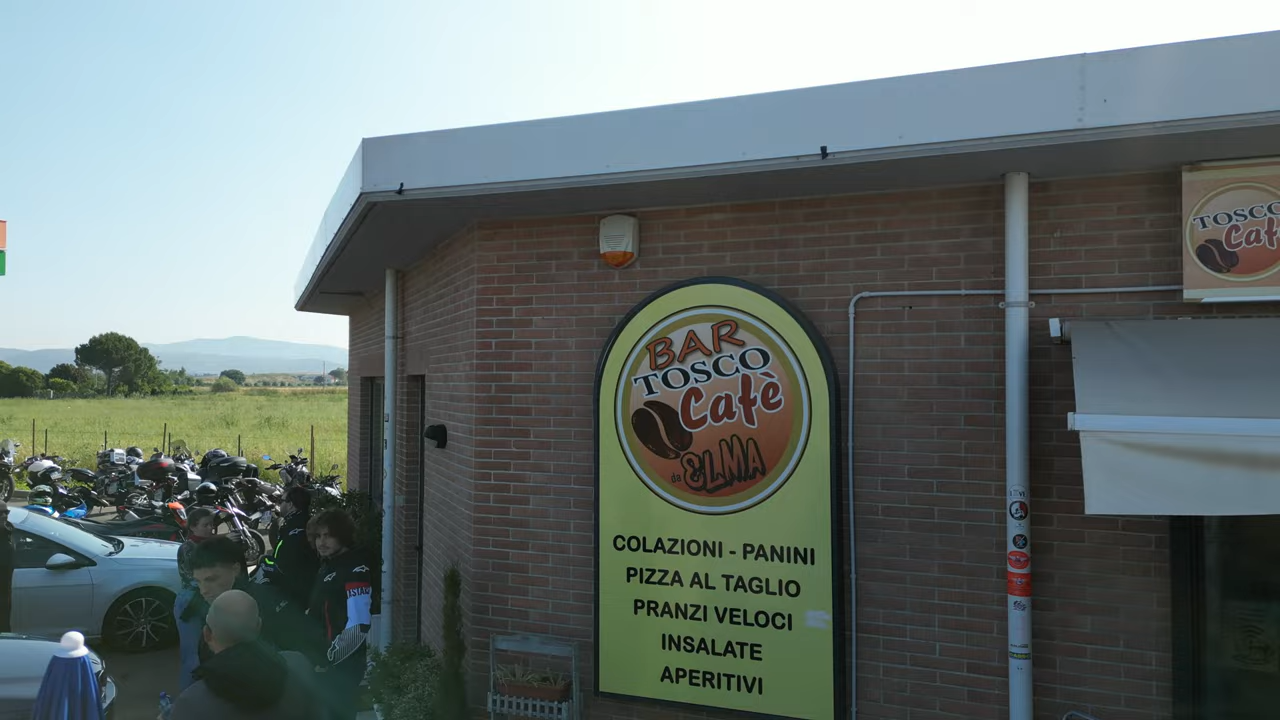 BAR
TOSCO
Cafè
da ELMA
COLAZIONI - PANINI
PIZZA AL TAGLIO
PRANZI VELOCI
INSALATE
APERITIVI
TOSCO
Cafè